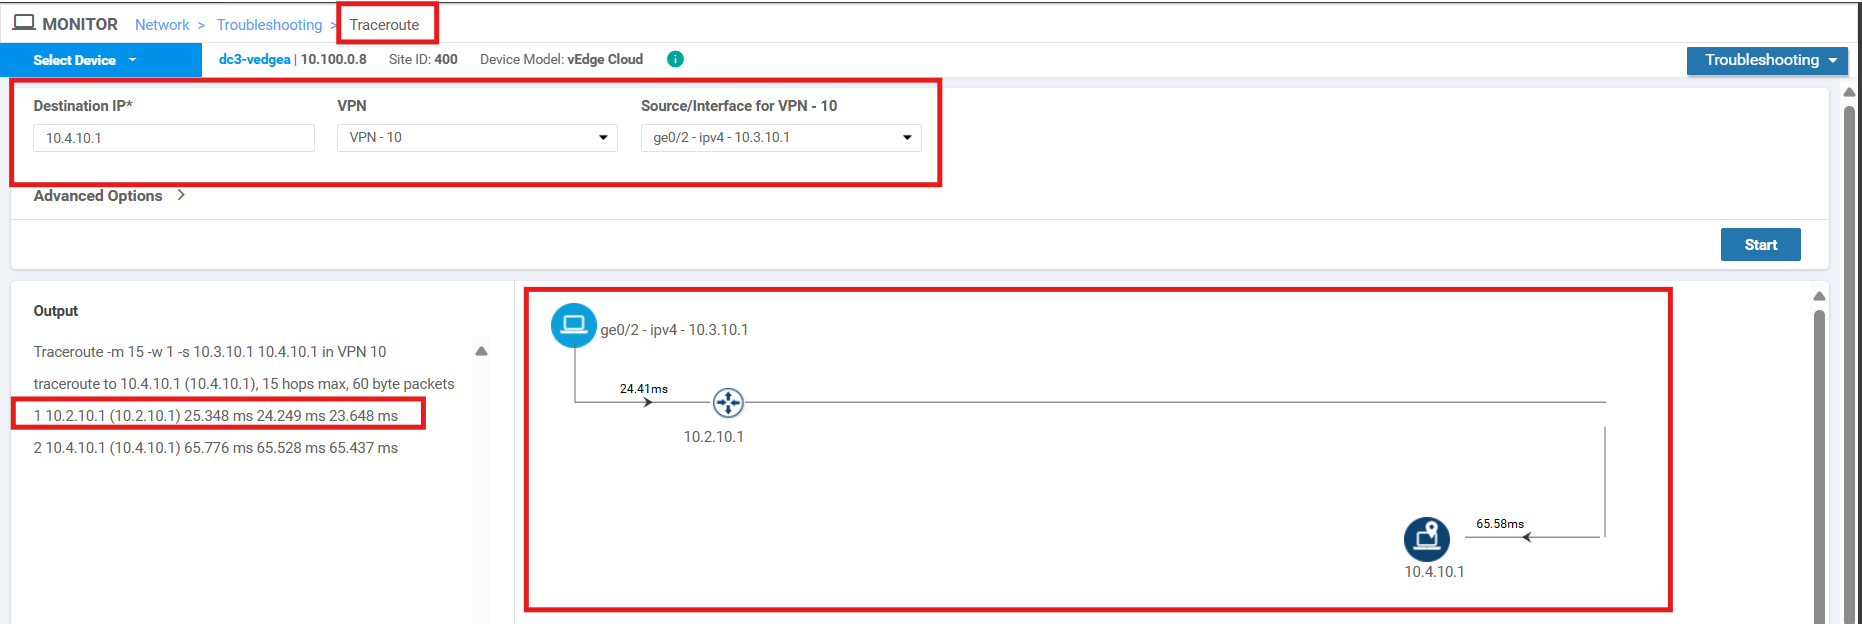 MONITOR Network > Troubleshooting > Traceroute
Select Device dc3-vedgea | 10.100.0.8 Site ID: 400 Device Model: vEdge Cloud i Troubleshooting
Destination IP* VPN Source/Interface for VPN - 10
10.4.10.1 VPN - 10 ge0/2 - ipv4 - 10.3.10.1
Advanced Options >
Start
Output
Traceroute -m 15 -w 1 -s 10.3.10.1 10.4.10.1 in VPN 10
traceroute to 10.4.10.1 (10.4.10.1), 15 hops max, 60 byte packets
1 10.2.10.1 (10.2.10.1) 25.348 ms 24.249 ms 23.648 ms
2 10.4.10.1 (10.4.10.1) 65.776 ms 65.528 ms 65.437 ms
ge0/2 - ipv4 - 10.3.10.1
24.41ms
10.2.10.1
65.58ms
10.4.10.1